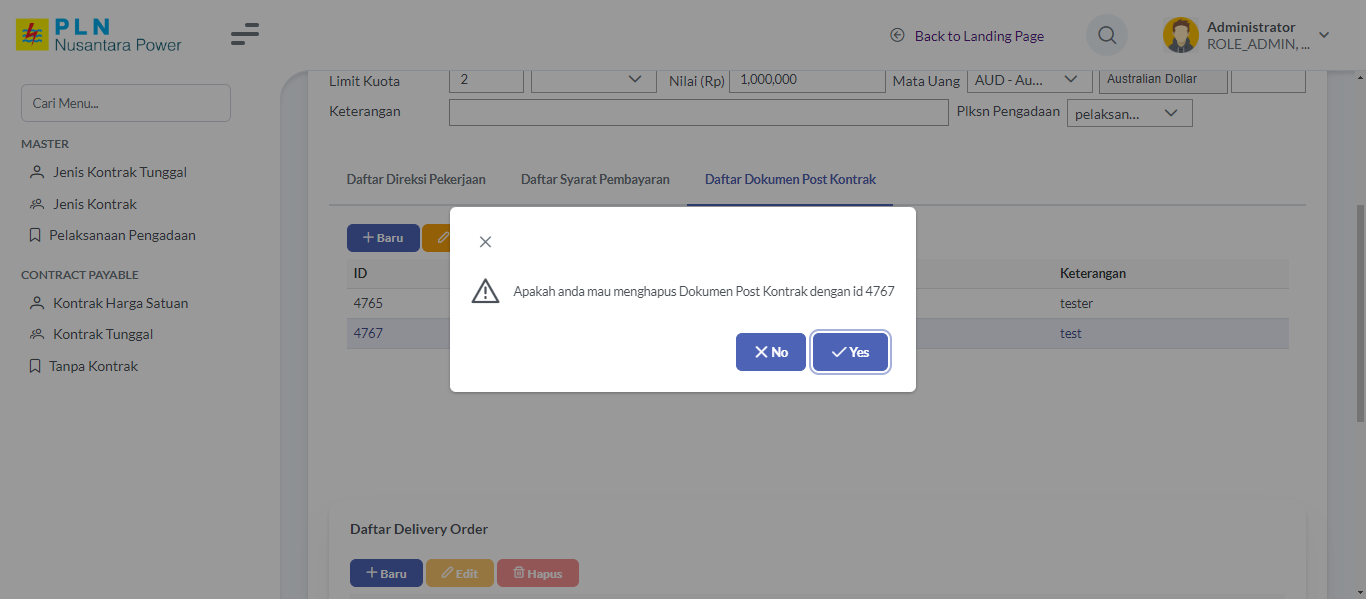 PLN
Nusantara Power
Back to Landing Page
Administrator
ROLE_ADMIN, ...
Cari Menu...
MASTER
Jenis Kontrak Tunggal
Jenis Kontrak
Pelaksanaan Pengadaan
CONTRACT PAYABLE
Kontrak Harga Satuan
Kontrak Tunggal
Tanpa Kontrak
Limit Kuota 2 Nilai (Rp) 1,000,000 Mata Uang AUD - Au... Australian Dollar
Keterangan Plksn Pengadaan pelaksan...
Daftar Direksi Pekerjaan Daftar Syarat Pembayaran Daftar Dokumen Post Kontrak
Baru
ID Keterangan
4765 tester
4767 test
Apakah anda mau menghapus Dokumen Post Kontrak dengan id 4767
No Yes
Daftar Delivery Order
Baru Edit Hapus